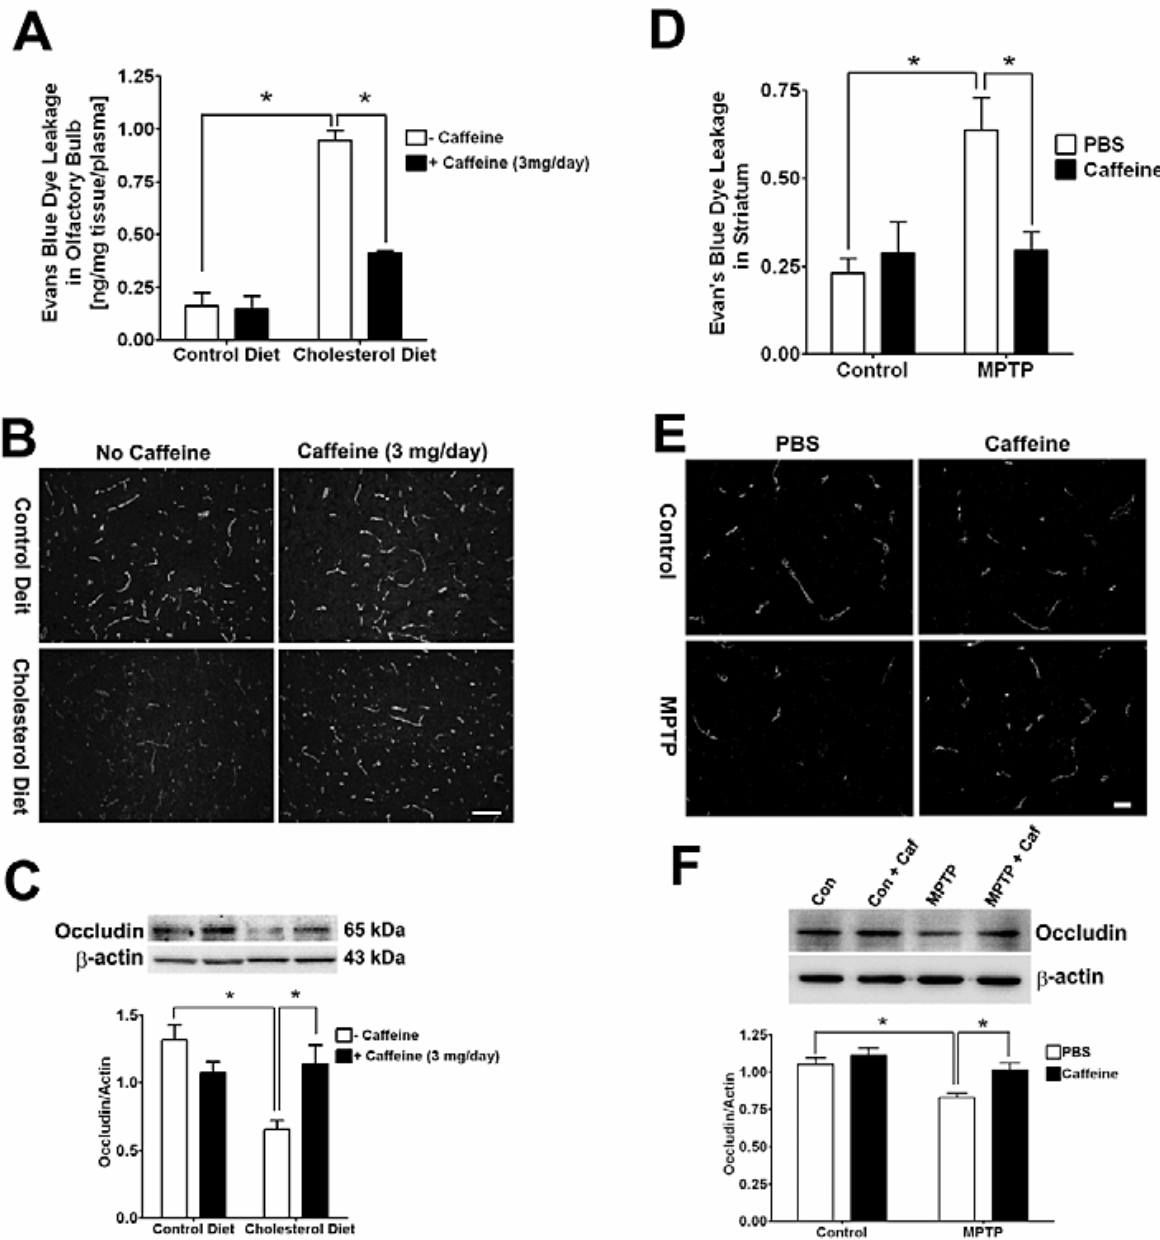 A
Evans Blue Dye Leakage
in Olfactory Bulb
[ng/mg tissue/plasma]
1.25
1.00
0.75
0.50
0.25
0.00
*
*
- Caffeine
+ Caffeine (3mg/day)
Control Diet
Cholesterol Diet
D
Evan's Blue Dye Leakage
in Striatum
0.75
0.50
0.25
0.00
*
*
PBS
Caffeine
Control
MPTP
B
No Caffeine
Caffeine (3 mg/day)
Control Deit
Cholesterol Diet
E
PBS
Caffeine
Control
MPTP
C
Occludin
65 kDa
β-actin
43 kDa
Occludin/Actin
1.5
1.0
0.5
0.0
*
*
- Caffeine
+ Caffeine (3 mg/day)
Control Diet
Cholesterol Diet
F
Con
Con + Caf
MPTP
MPTP + Caf
Occludin
β-actin
Occludin/Actin
1.25
1.00
0.75
0.50
0.25
0.00
*
*
PBS
Caffeine
Control
MPTP